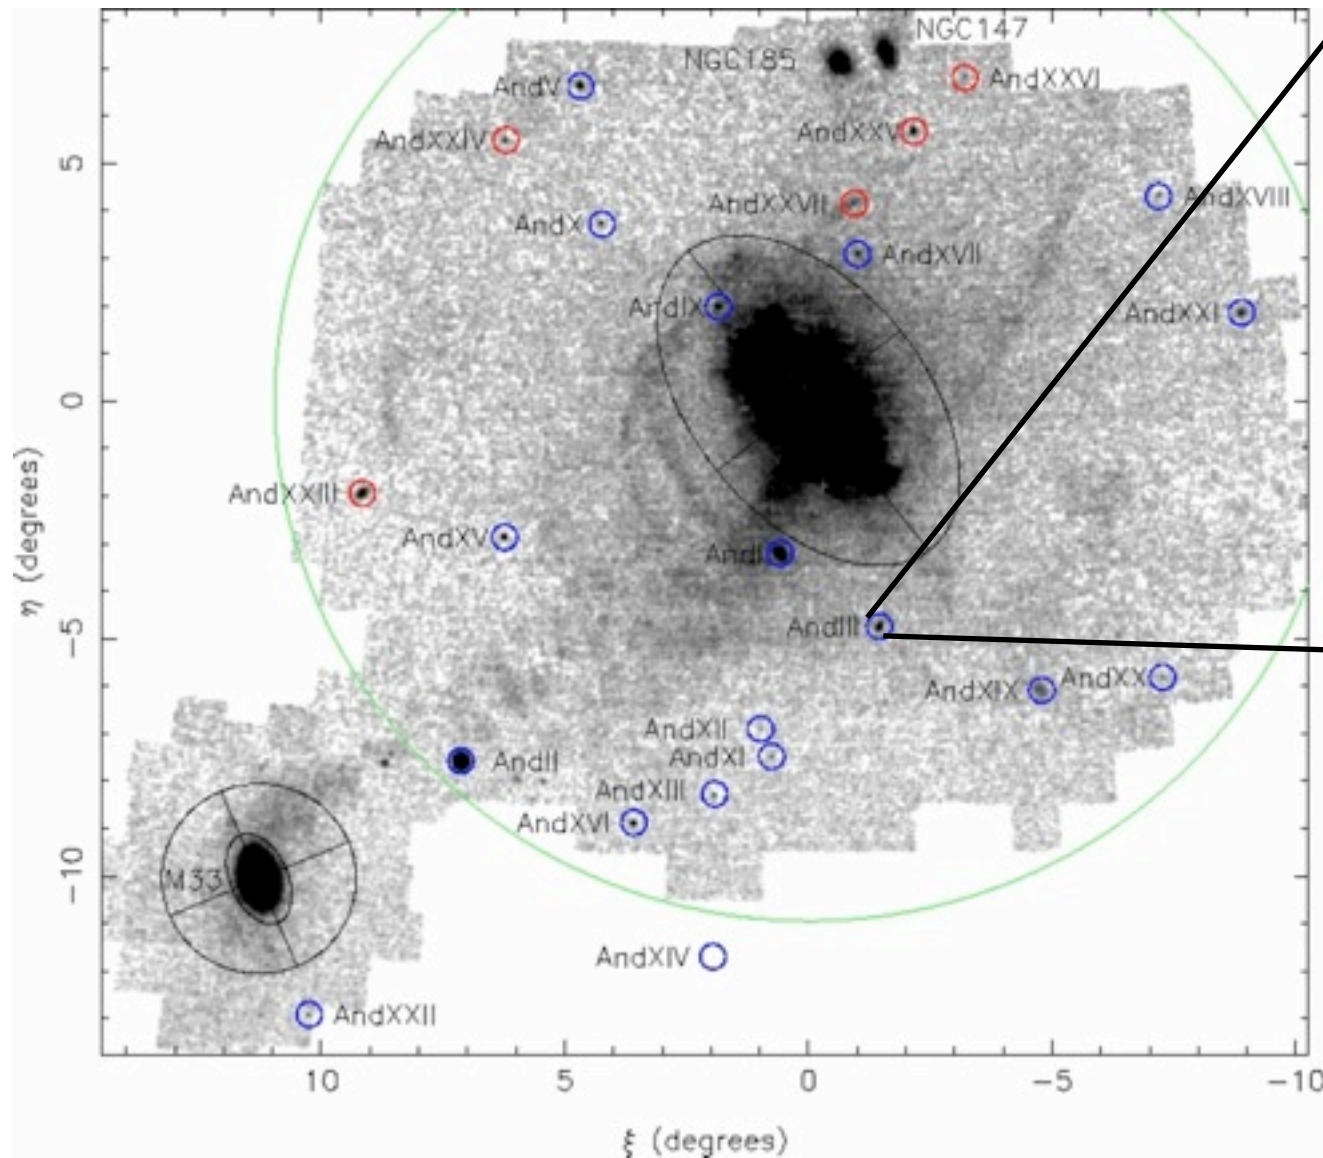 NGC147
NGC185
AndXXVI
AndV
AndXXV
AndXXIV
5
AndXVIII
AndXXVII
AndX
AndXVII
AndIX
AndXXI
0
η (degrees)
AndXXIII
AndXV
AndI
AndIII
-5
AndXX
AndXIX
AndXII
AndXI
AndII
AndXIII
AndXVI
M33
-10
AndXIV
AndXXII
10 5 0 -5 -10
ξ (degrees)